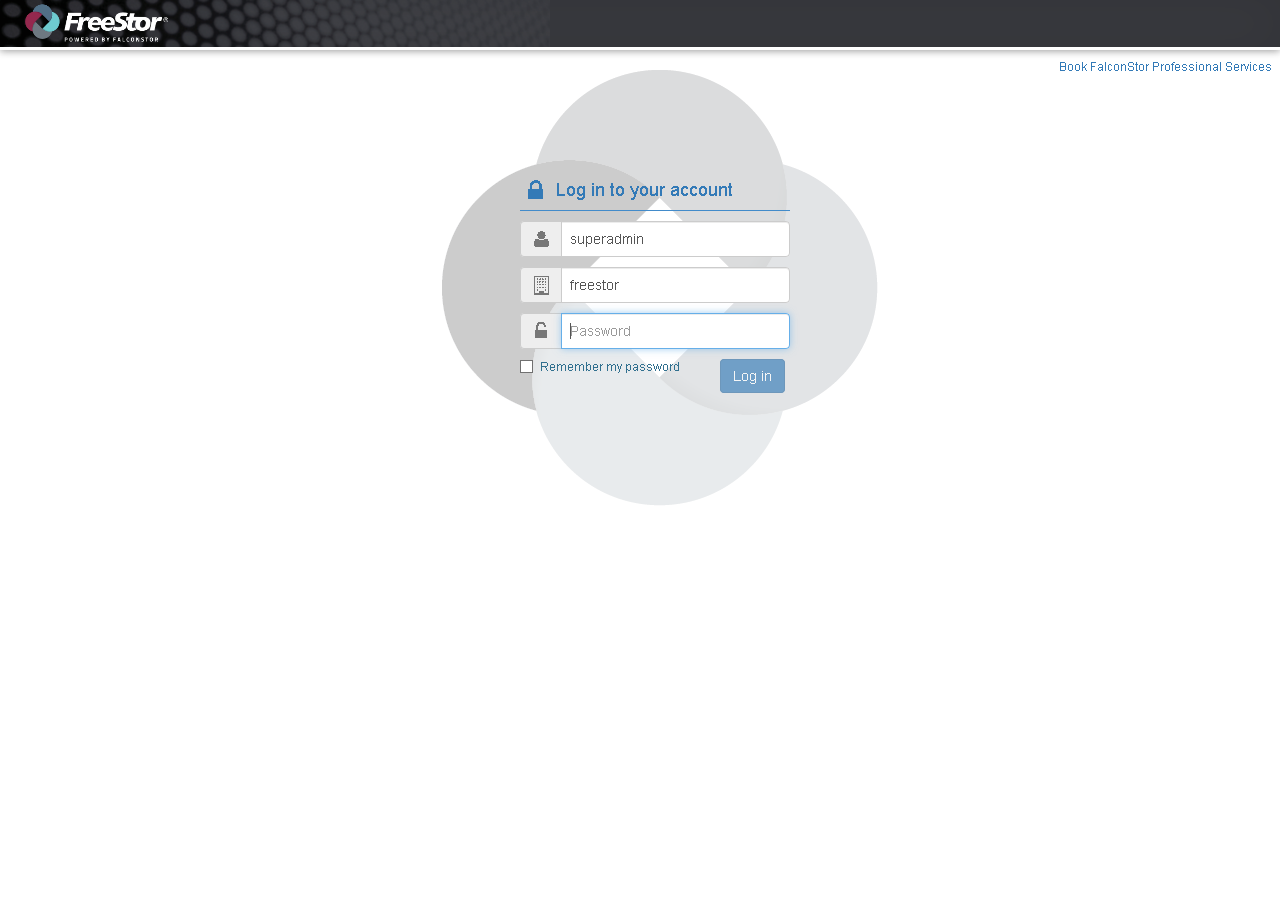 FreeStor®
POWERED BY FALCONSTOR
Book FalconStor Professional Services
Log in to your account
superadmin
freestor
Password
Remember my password
Log in